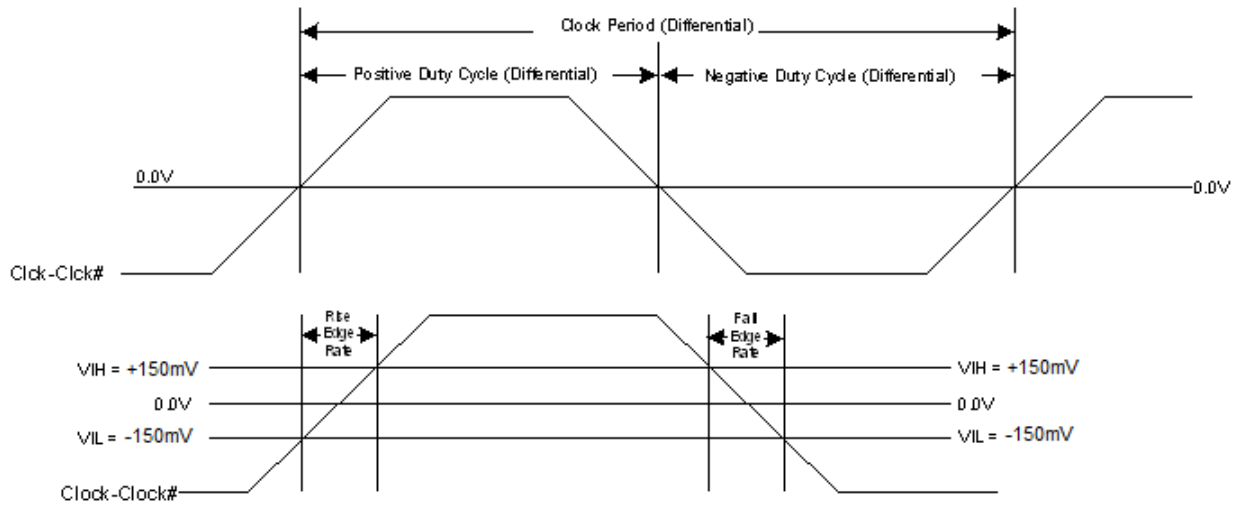 Clock Period (Differential)
Positive Duty Cycle (Differential)
Negative Duty Cycle (Differential)
0.0V
0.0V
Clck-Clck#
Rise
Edge
Rate
Fall
Edge
Rate
VIH = +150mV
VIH = +150mV
0.0V
0.0V
VIL = -150mV
VIL = -150mV
Clock-Clock#